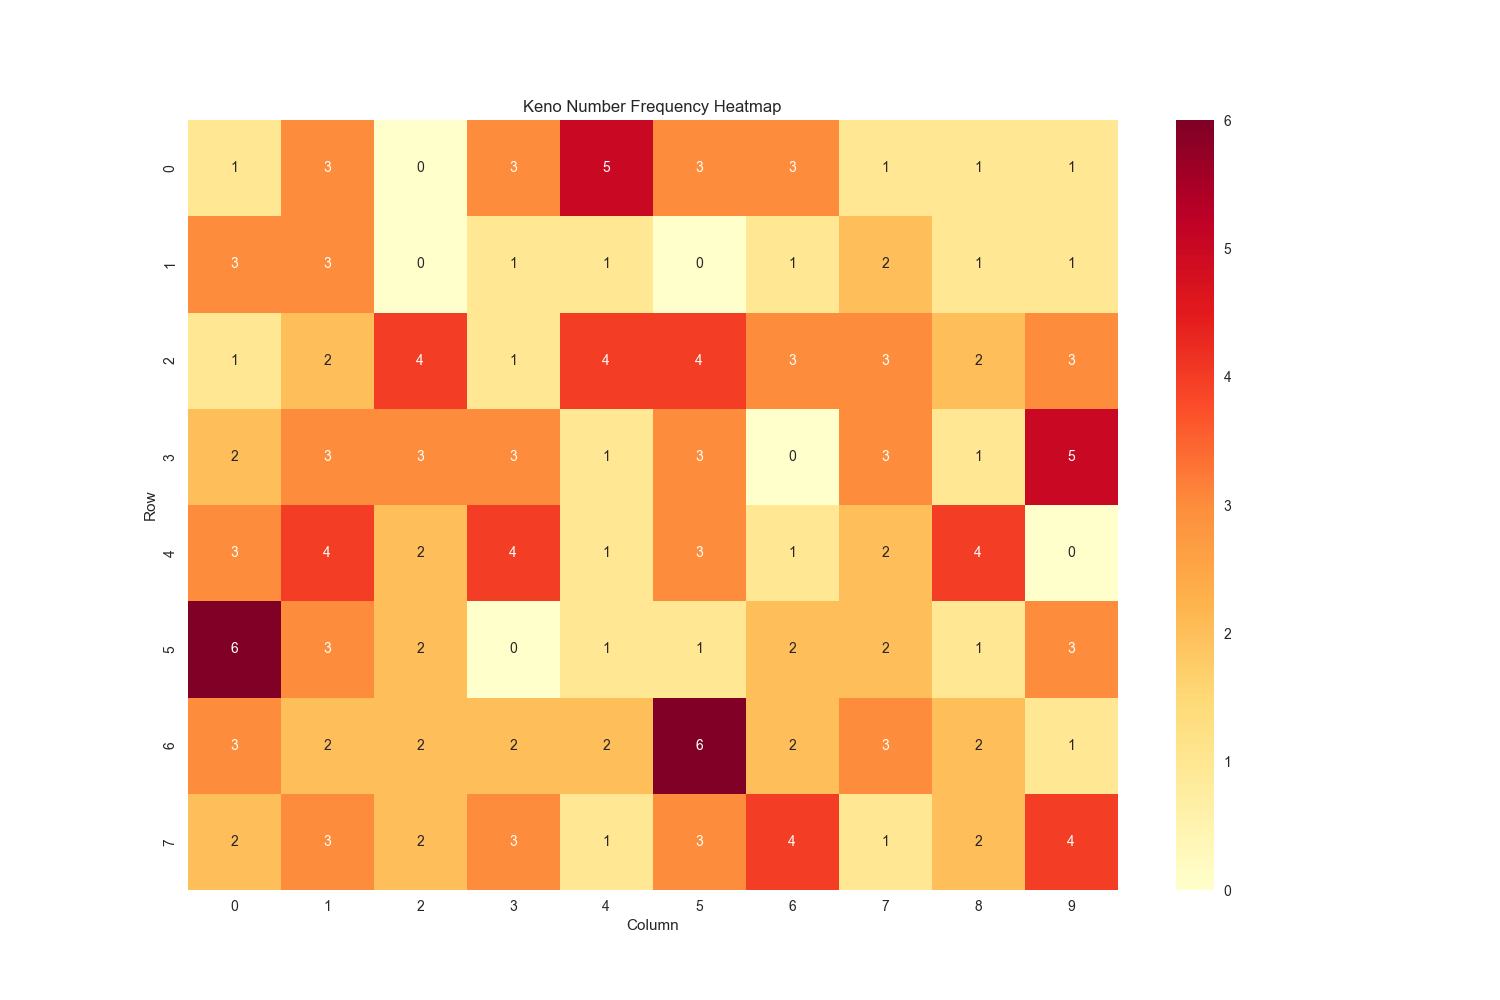 Keno Number Frequency Heatmap
0 1 3 0 3 5 3 3 1 1 1
1 3 3 0 1 1 0 1 2 1 1
2 1 2 4 1 4 4 3 3 2 3
3 2 3 3 3 1 3 0 3 1 5
4 3 4 2 4 1 3 1 2 4 0
5 6 3 2 0 1 1 2 2 1 3
6 3 2 2 2 2 6 2 3 2 1
7 2 3 2 3 1 3 4 1 2 4
Row
0 1 2 3 4 5 6 7 8 9
Column
6
5
4
3
2
1
0